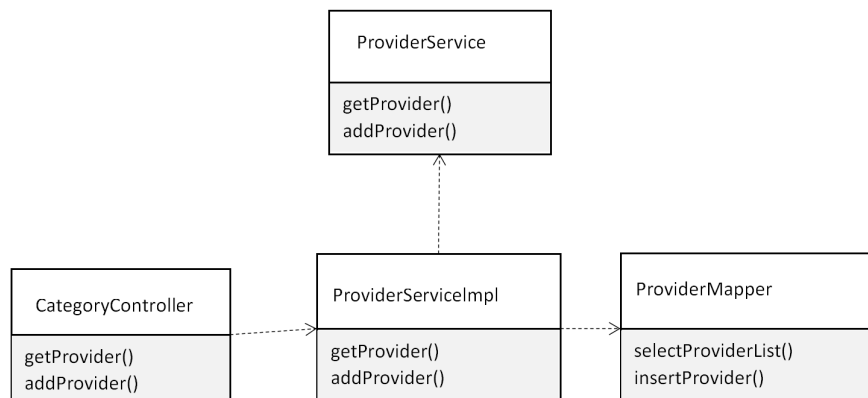 ProviderService
getProvider()
addProvider()
CategoryController
getProvider()
addProvider()
ProviderServiceImpl
getProvider()
addProvider()
ProviderMapper
selectProviderList()
insertProvider()